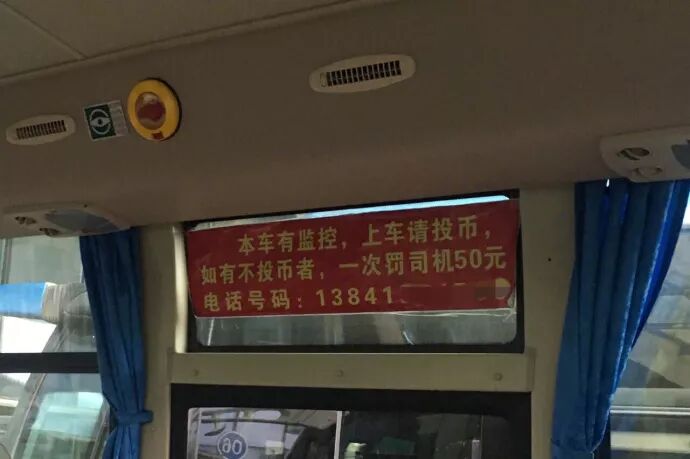 本车有监控，上车请投币，
如有不投币者，一次罚司机50元
电话号码：13841